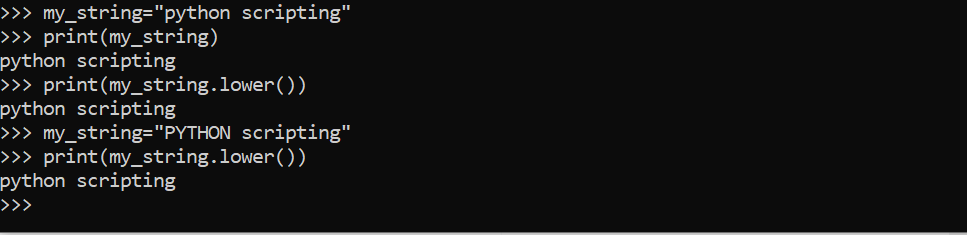 >>> my_string="python scripting"
>>> print(my_string)
python scripting
>>> print(my_string.lower())
python scripting
>>> my_string="PYTHON scripting"
>>> print(my_string.lower())
python scripting
>>>